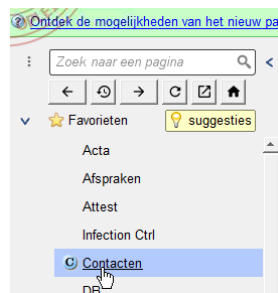 Ontdek de mogelijkheden van het nieuw pa
Zoek naar een pagina
Favorieten
suggesties
Acta
Afspraken
Attest
Infection Ctrl
Contacten
DB